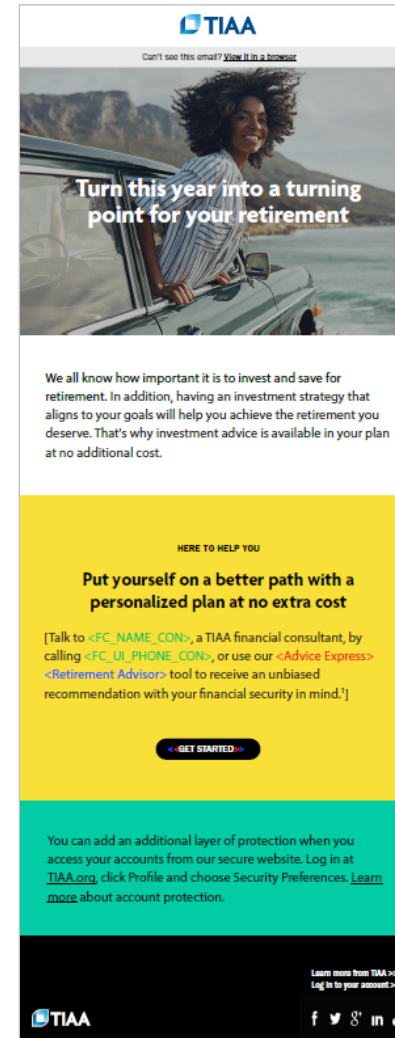 TIAA
Can't see this email? View it in a browser
Turn this year into a turning
point for your retirement
We all know how important it is to invest and save for
retirement. In addition, having an investment strategy that
aligns to your goals will help you achieve the retirement you
deserve. That's why investment advice is available in your plan
at no additional cost.
HERE TO HELP YOU
Put yourself on a better path with a
personalized plan at no extra cost
[Talk to <FC_NAME_CON>, a TIAA financial consultant, by
calling <FC_UI_PHONE_CON>, or use our <Advice Express>
<Retirement Advisor> tool to receive an unbiased
recommendation with your financial security in mind.¹]
<<GET STARTED>>
You can add an additional layer of protection when you
access your accounts from our secure website. Log in at
TIAA.org, click Profile and choose Security Preferences. Learn
more about account protection.
Learn more from TIAA >>
Log in to your account >
TIAA